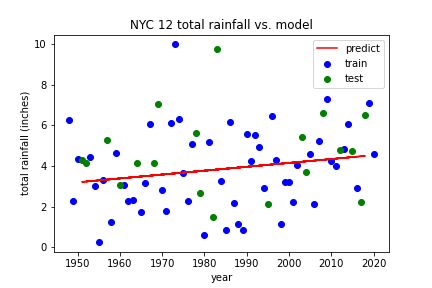 NYC 12 total rainfall vs. model
predict
train
test
total rainfall (inches)
10
8
6
4
2
0
1950 1960 1970 1980 1990 2000 2010 2020
year